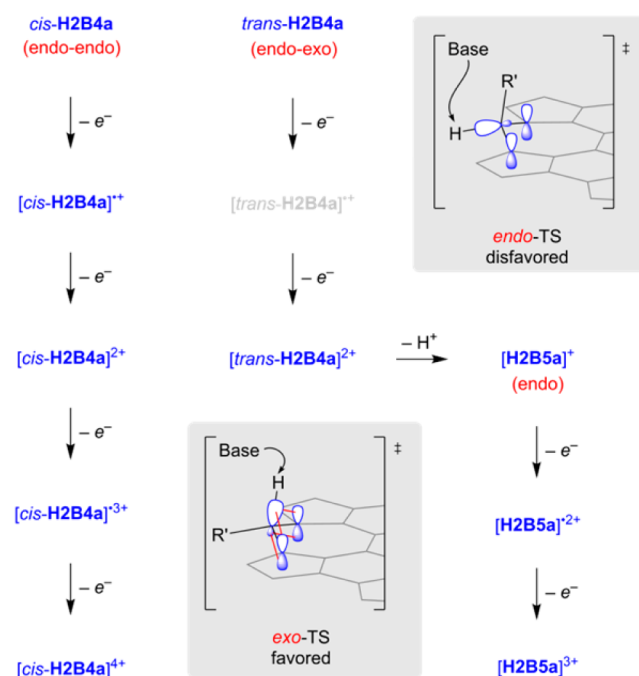 cis-H2B4a
(endo-endo)
trans-H2B4a
(endo-exo)
– e⁻
– e⁻
[cis-H2B4a]•+
[trans-H2B4a]•+
– e⁻
– e⁻
[cis-H2B4a]2+
[trans-H2B4a]2+
– H+
[H2B5a]+
(endo)
– e⁻
– e⁻
[cis-H2B4a]•3+
[H2B5a]•2+
– e⁻
– e⁻
[cis-H2B4a]4+
[H2B5a]3+
Base
R'
H
‡
endo-TS
disfavored
Base
H
R'
‡
exo-TS
favored